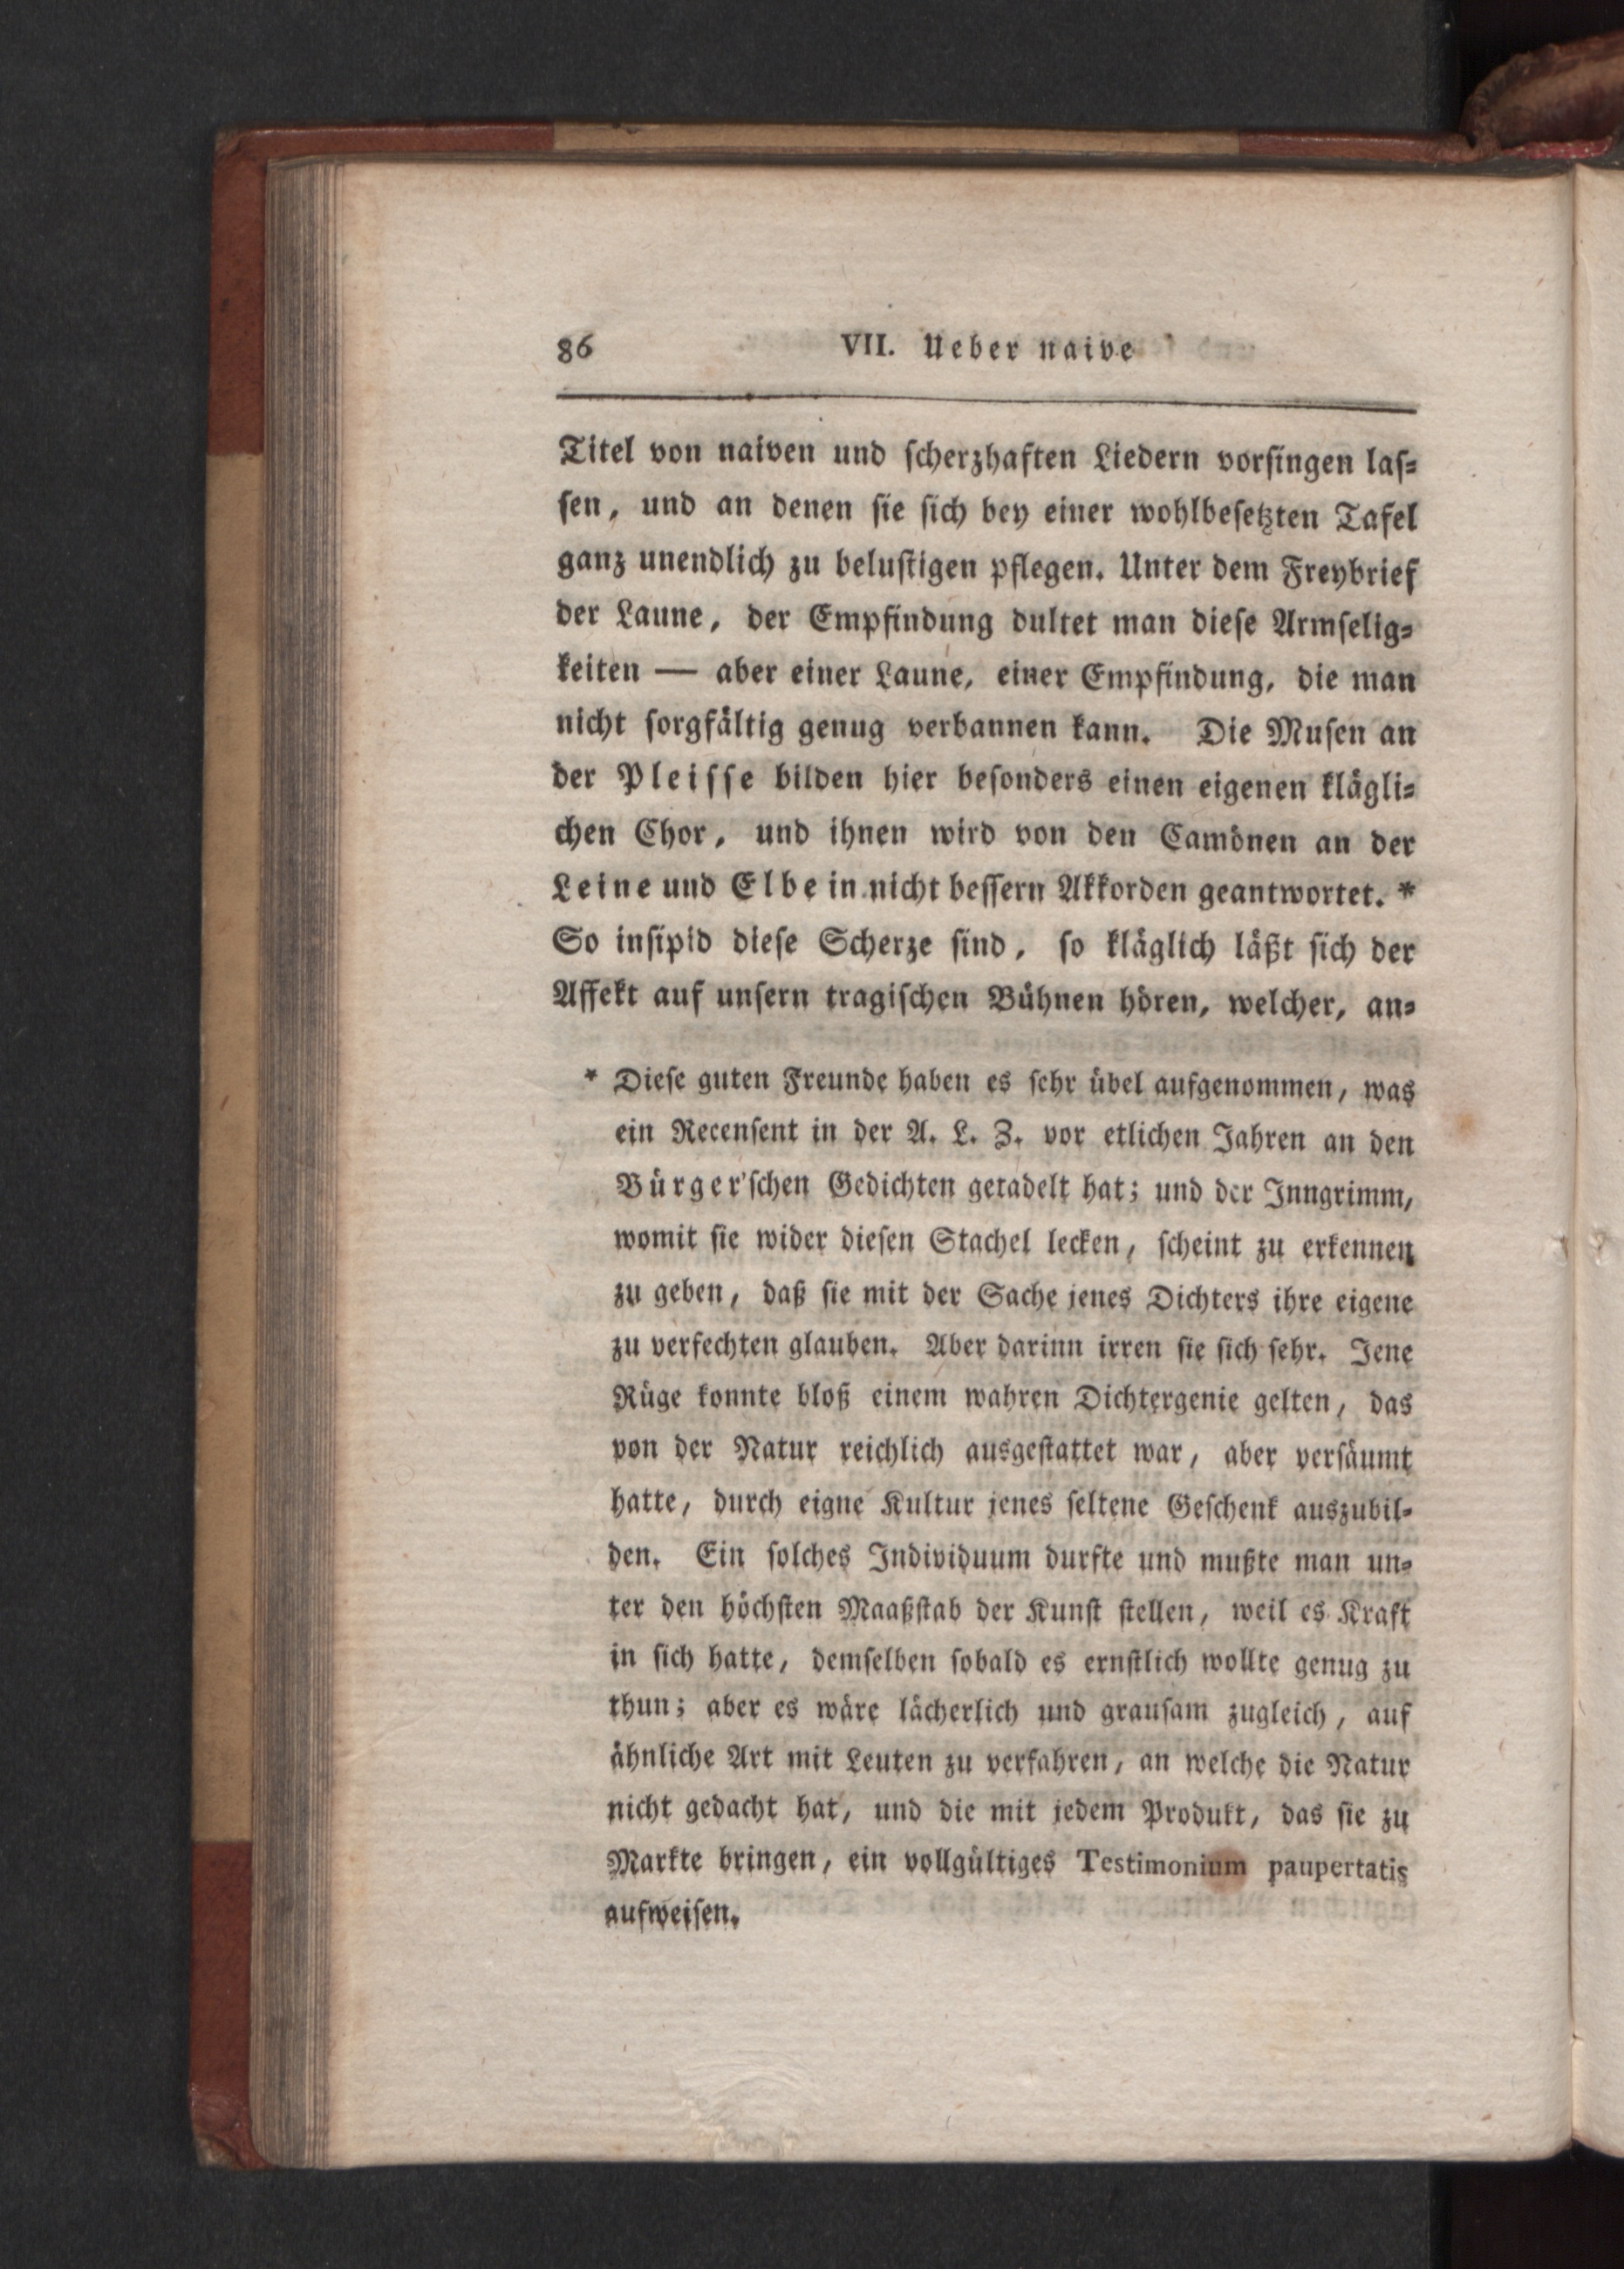 86 VII. Ueber naive
Titel von naiven und ſcherzhaften Liedern vorſingen laſ-
ſen, und an denen ſie ſich bey einer wohlbeſetzten Tafel
ganz unendlich zu beluſtigen pflegen. Unter dem Freybrief
der Laune, der Empfindung dultet man dieſe Armſelig-
keiten — aber einer Laune, einer Empfindung, die man
nicht ſorgfältig genug verbannen kann. Die Muſen an
der Pleiſſe bilden hier beſonders einen eigenen klägli-
chen Chor, und ihnen wird von den Camönen an der
Leine und Elbe in nicht beſſern Akkorden geantwortet. *
So inſipid dieſe Scherze ſind, ſo kläglich läßt ſich der
Affekt auf unſern tragiſchen Bühnen hören, welcher, an-
* Dieſe guten Freunde haben es ſehr übel aufgenommen, was
ein Recenſent in der A. L. Z. vor etlichen Jahren an den
Bürger'ſchen Gedichten getadelt hat; und der Inngrimm,
womit ſie wider dieſen Stachel lecken, ſcheint zu erkennen
zu geben, daß ſie mit der Sache jenes Dichters ihre eigene
zu verfechten glauben. Aber darinn irren ſie ſich ſehr. Jene
Rüge konnte bloß einem wahren Dichtergenie gelten, das
von der Natur reichlich ausgeſtattet war, aber verſäumt
hatte, durch eigne Kultur jenes ſeltene Geſchenk auszubil-
den. Ein ſolches Individuum durfte und mußte man un-
ter den höchſten Maaßſtab der Kunſt ſtellen, weil es Kraft
in ſich hatte, demſelben ſobald es ernſtlich wollte genug zu
thun; aber es wäre lächerlich und grauſam zugleich, auf
ähnliche Art mit Leuten zu verfahren, an welche die Natur
nicht gedacht hat, und die mit jedem Produkt, das ſie zu
Markte bringen, ein vollgültiges Testimonium paupertatis
aufweiſen.